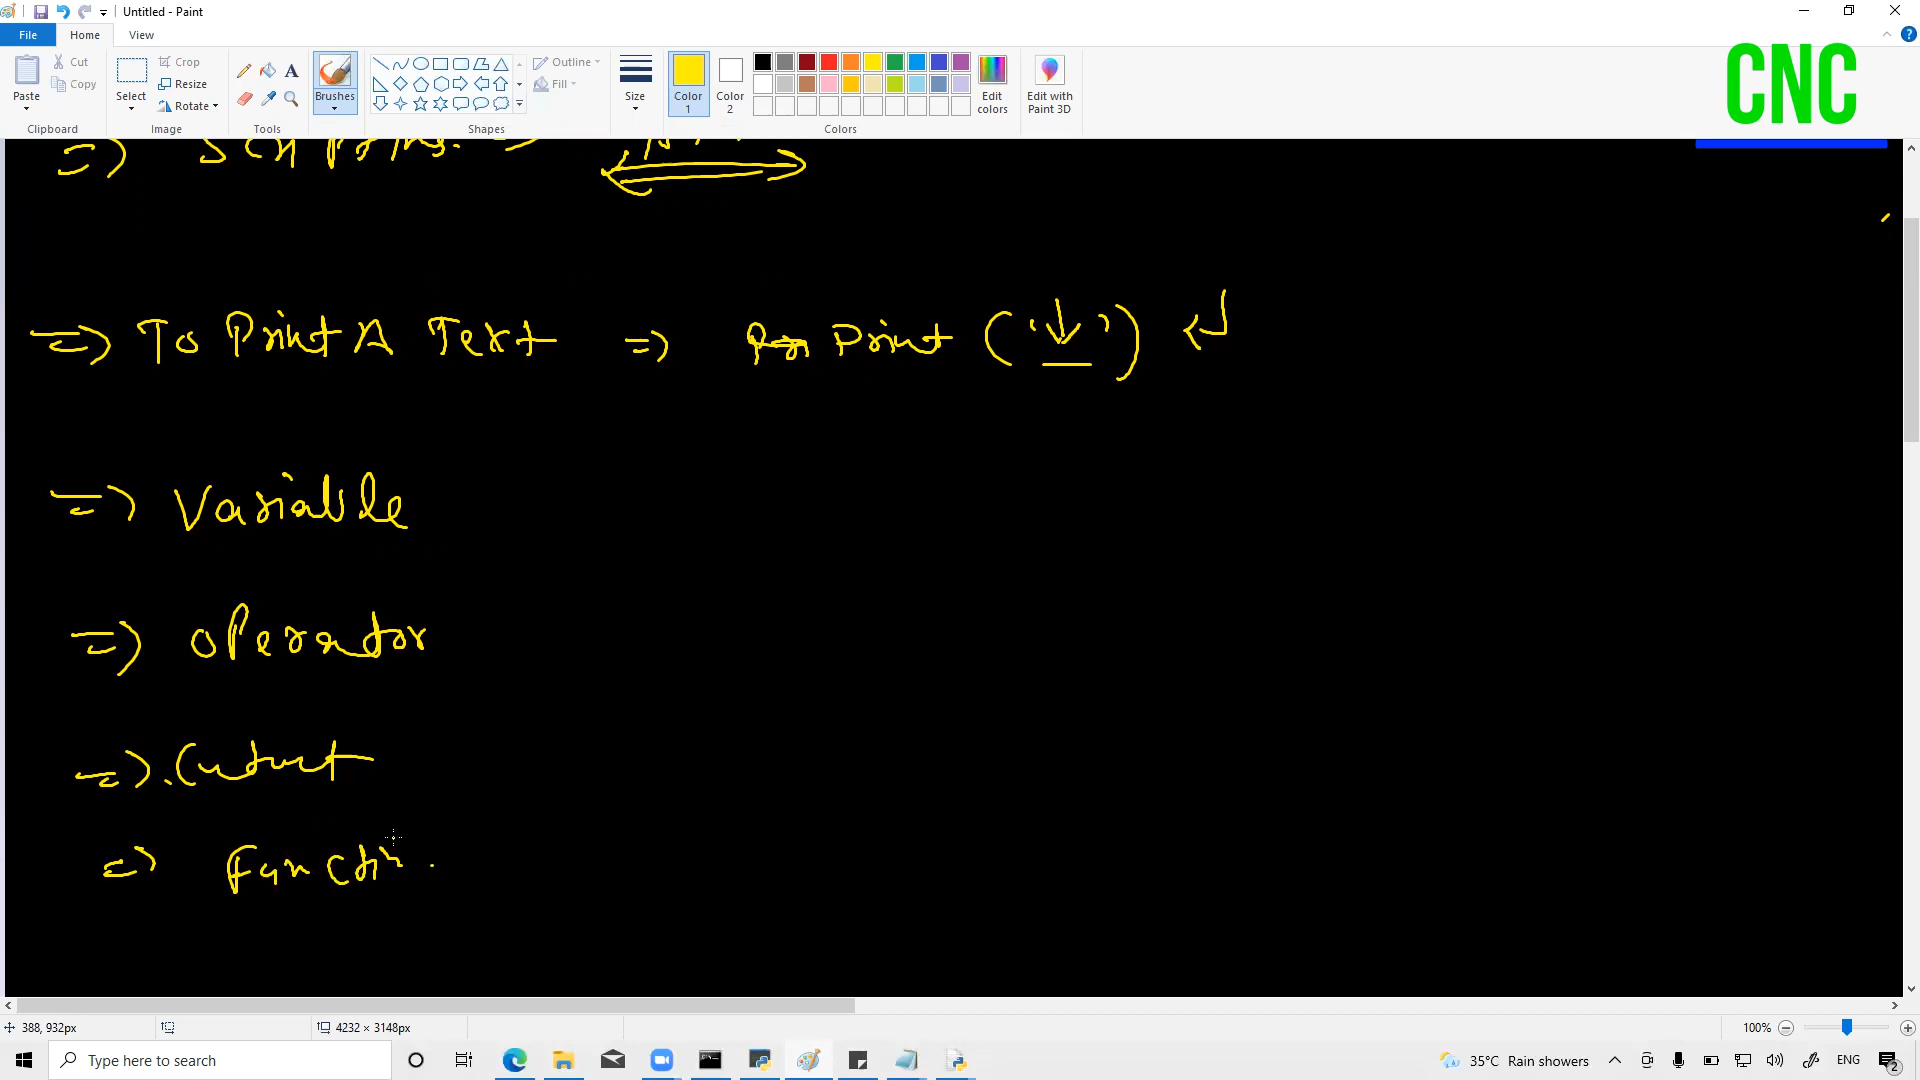 Untitled - Paint
File Home View
Paste Cut Copy Clipboard
Select Crop Resize Rotate Image
Tools
Brushes
Shapes Outline Fill
Size
Color 1 Color 2 Edit colors Colors
Edit with Paint 3D
CNC
=> To Print A Text => Print (' ↓ ')
=> Variable
=> Operator
=>
=> Function.
388, 932px 4232 × 3148px 100%
Type here to search 35°C Rain showers ENG 2